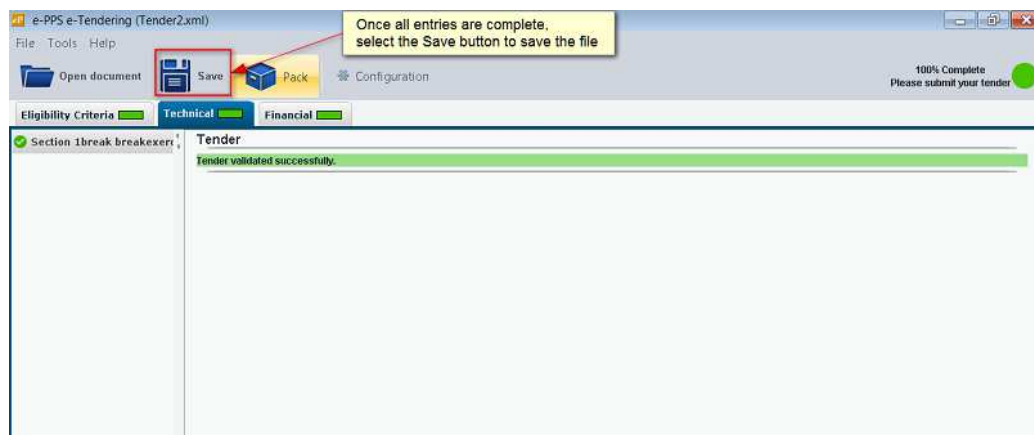 e-PPS e-Tendering (Tender2.xml)
Once all entries are complete,
select the Save button to save the file
File Tools Help
Open document Save Pack Configuration
100% Complete
Please submit your tender
Eligibility Criteria Technical Financial
Section 1break breakexer
Tender
Tender validated successfully.